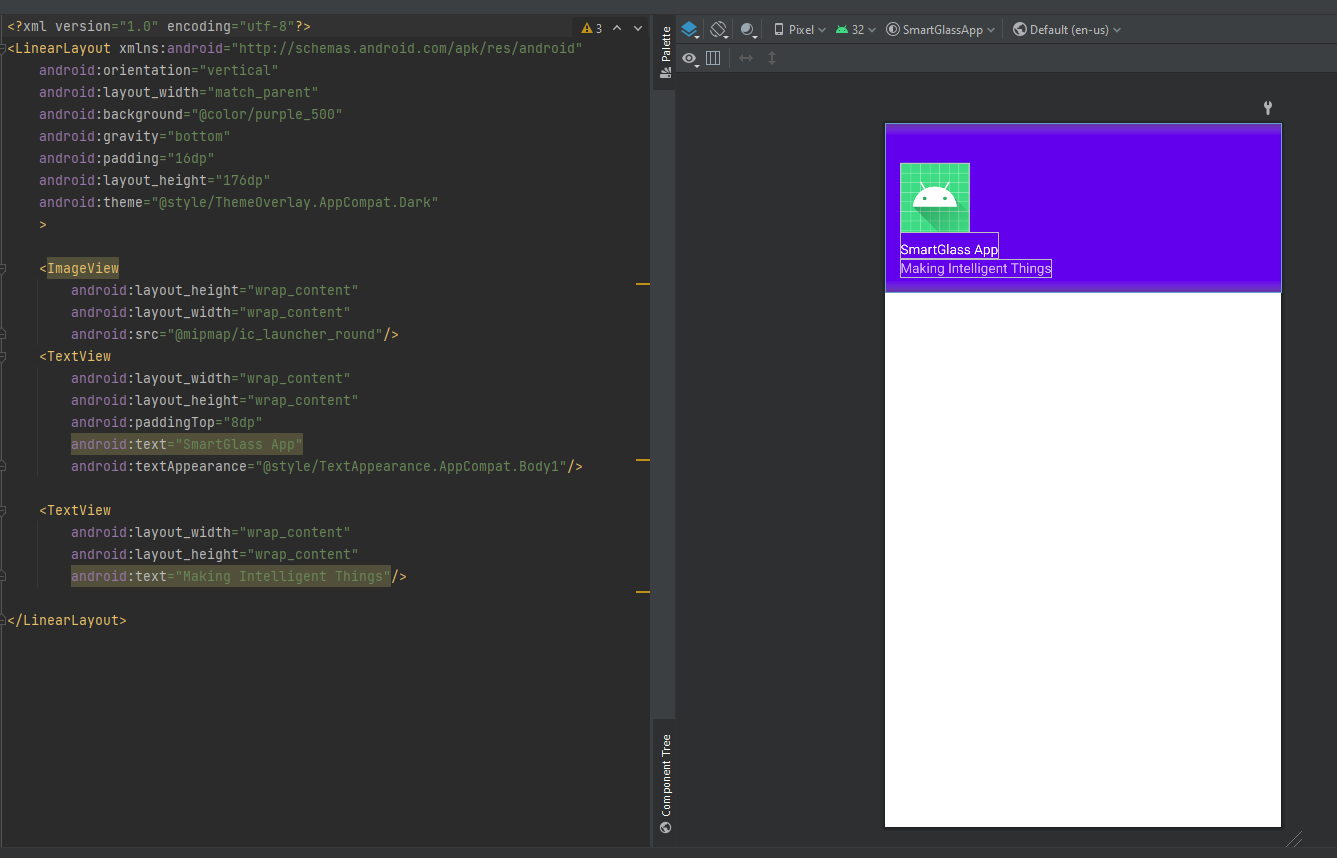 <?xml version="1.0" encoding="utf-8"?>
3
<LinearLayout xmlns:android="http://schemas.android.com/apk/res/android"
android:orientation="vertical"
android:layout_width="match_parent"
android:background="@color/purple_500"
android:gravity="bottom"
android:padding="16dp"
android:layout_height="176dp"
android:theme="@style/ThemeOverlay.AppCompat.Dark"
>
<ImageView
android:layout_height="wrap_content"
android:layout_width="wrap_content"
android:src="@mipmap/ic_launcher_round"/>
<TextView
android:layout_width="wrap_content"
android:layout_height="wrap_content"
android:paddingTop="8dp"
android:text="SmartGlass App"
android:textAppearance="@style/TextAppearance.AppCompat.Body1"/>
<TextView
android:layout_width="wrap_content"
android:layout_height="wrap_content"
android:text="Making Intelligent Things"/>
</LinearLayout>
Palette
Component Tree
Pixel 32 SmartGlassApp Default (en-us)
SmartGlass App
Making Intelligent Things